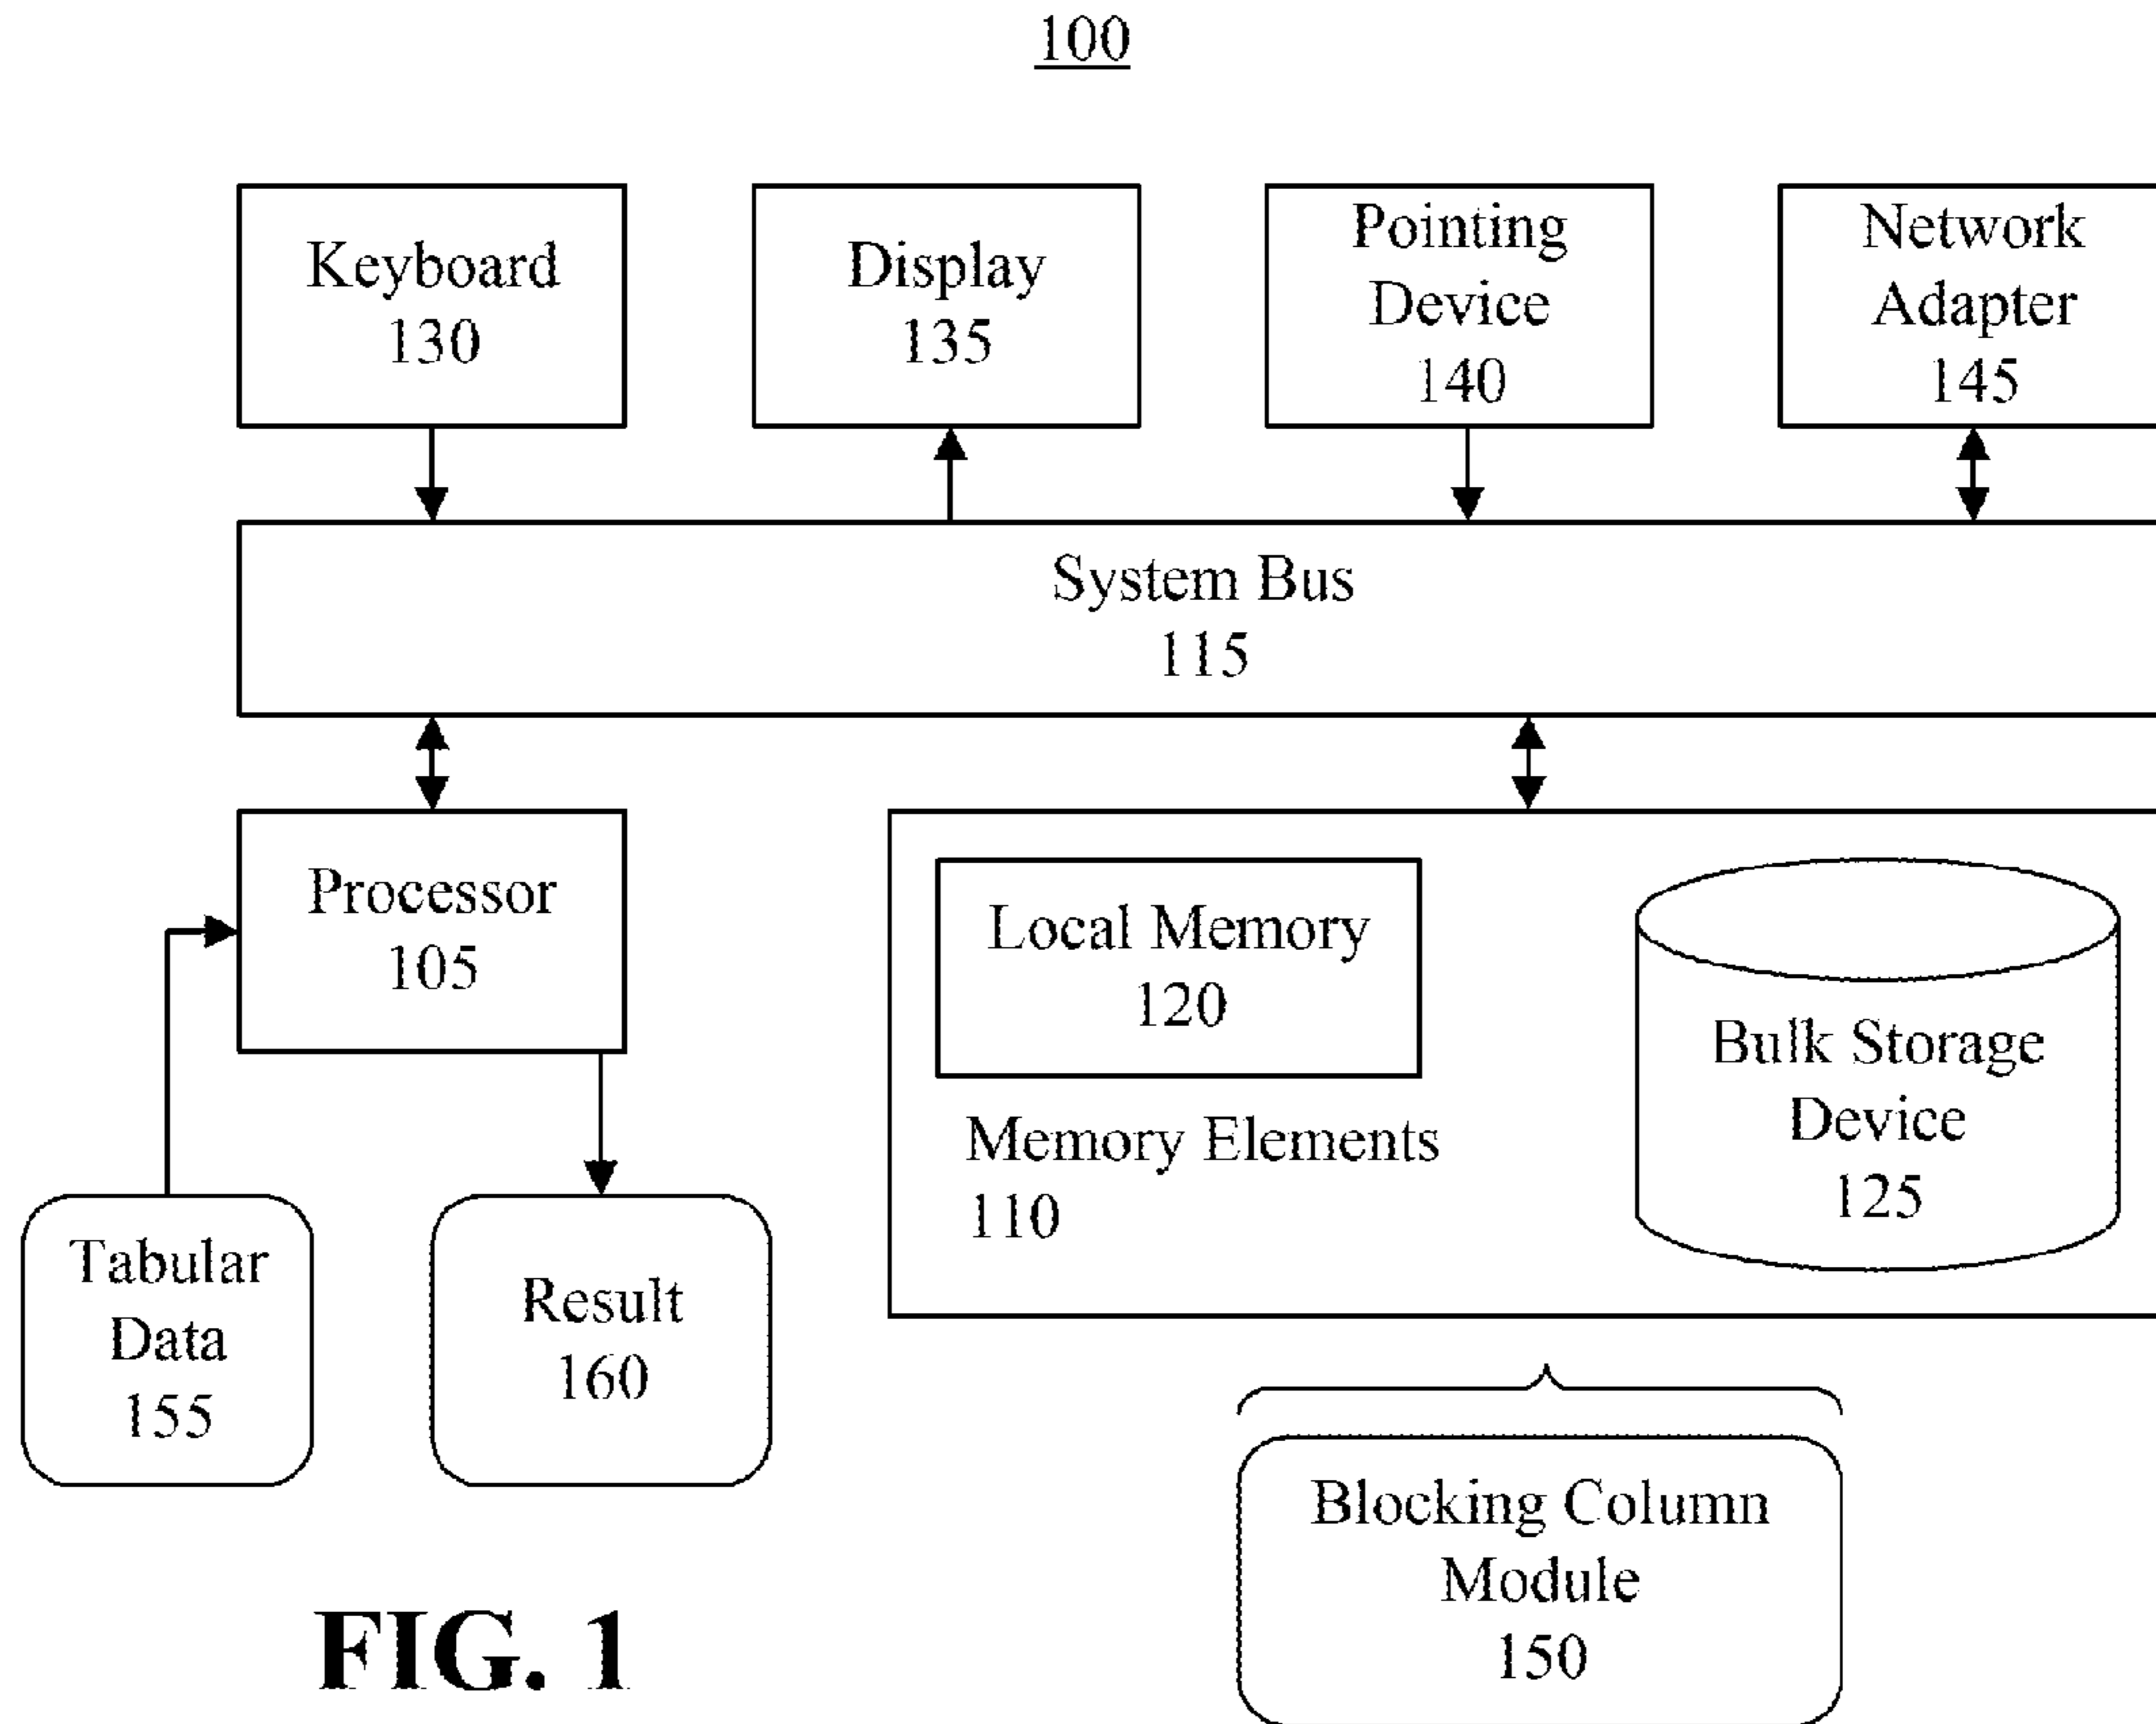 100
Keyboard
130
Display
135
Pointing
Device
140
Network
Adapter
145
System Bus
115
Processor
105
Local Memory
120
Memory Elements
110
Bulk Storage
Device
125
Tabular
Data
155
Result
160
Blocking Column
Module
150
FIG. 1